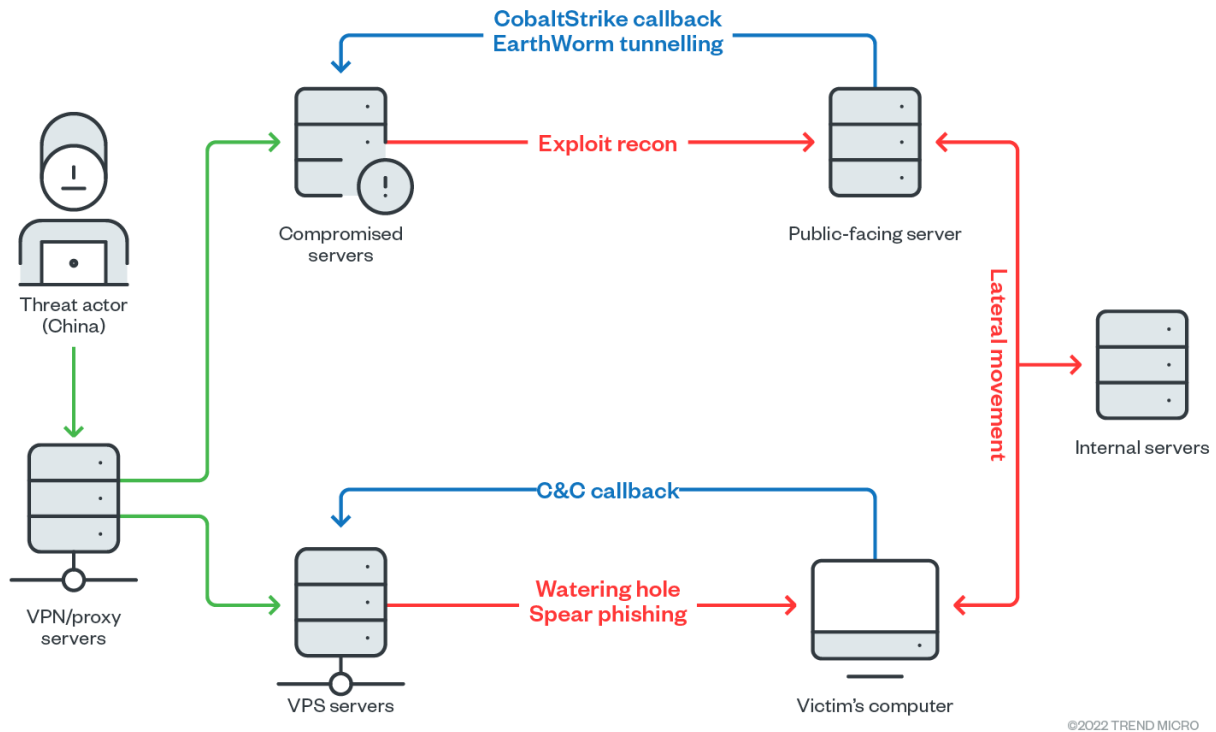 CobaltStrike callback
EarthWorm tunnelling
Exploit recon
Compromised
servers
Public-facing server
Threat actor
(China)
Lateral movement
Internal servers
C&C callback
Watering hole
Spear phishing
VPN/proxy
servers
VPS servers
Victim's computer
©2022 TREND MICRO